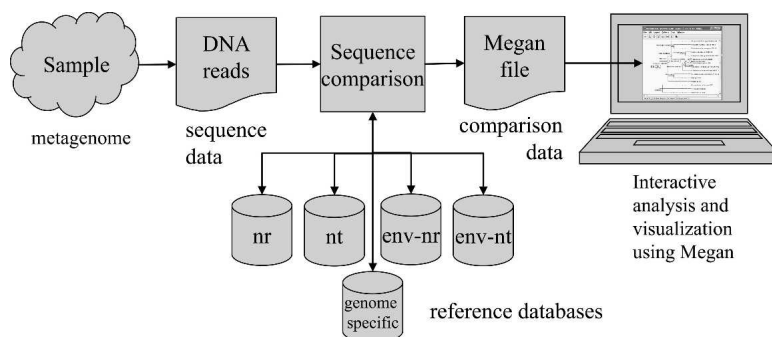 Sample
metagenome
DNA
reads
sequence
data
Sequence
comparison
Megan
file
comparison
data
Interactive
analysis and
visualization
using Megan
nr
nt
env-nr
env-nt
genome
specific
reference databases